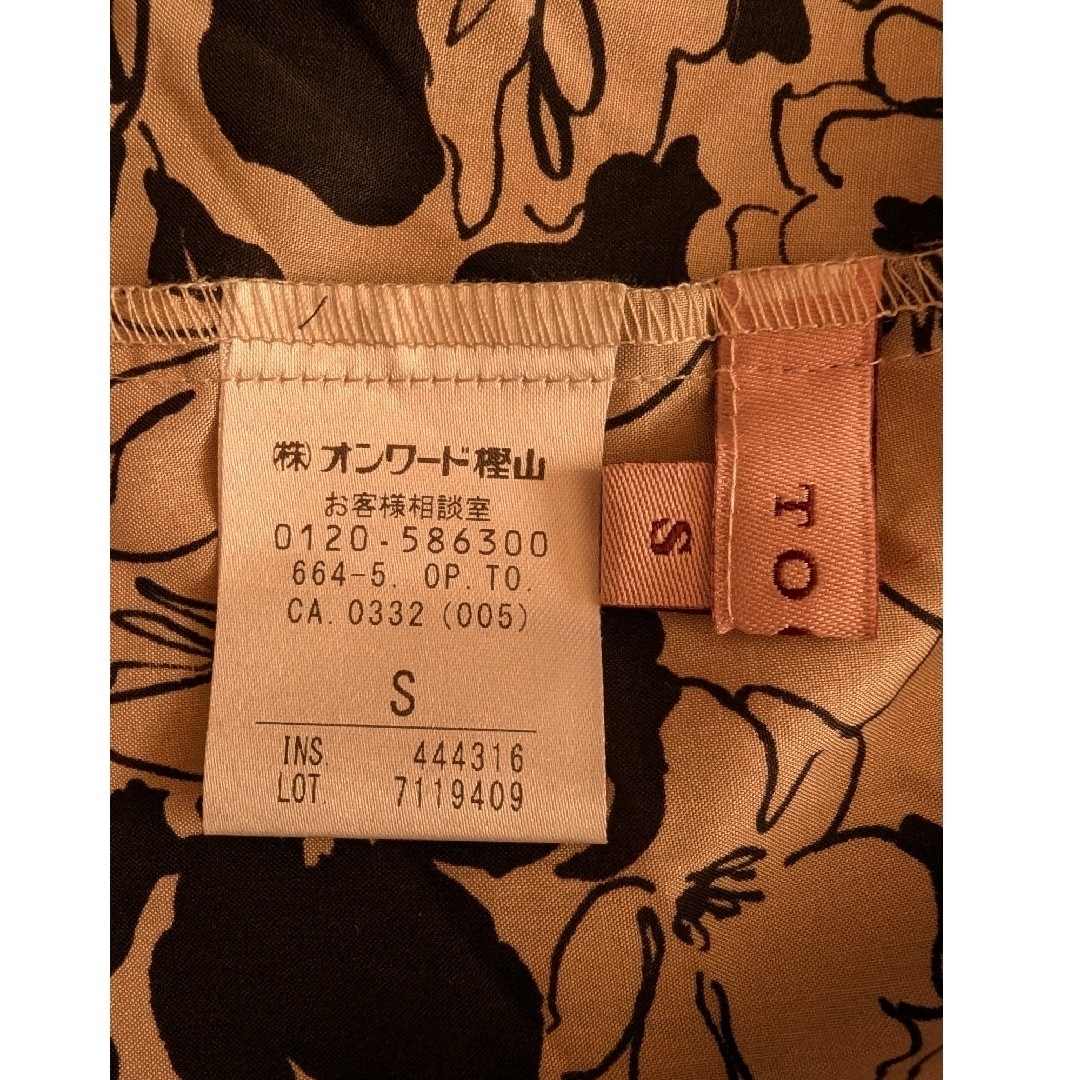 ㈱オンワード樫山
お客様相談室
0120-586300
664-5. OP. TO.
CA. 0332 (005)
S
INS. 444316
LOT. 7119409
S
TO